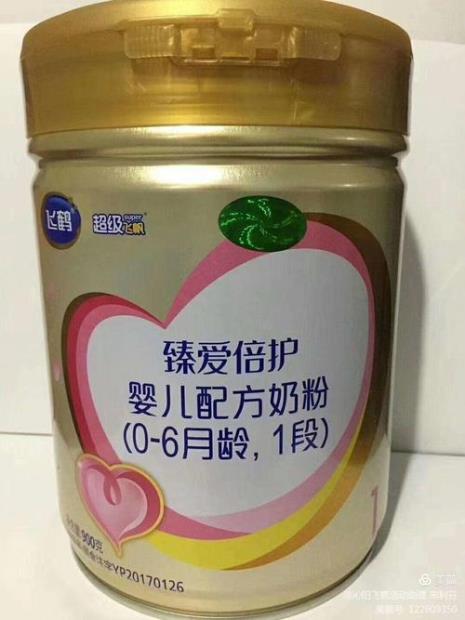 飞鹤
超级 super 飞帆
臻爱倍护
婴儿配方奶粉
(0-6月龄, 1段)
1
900克
YP20170126